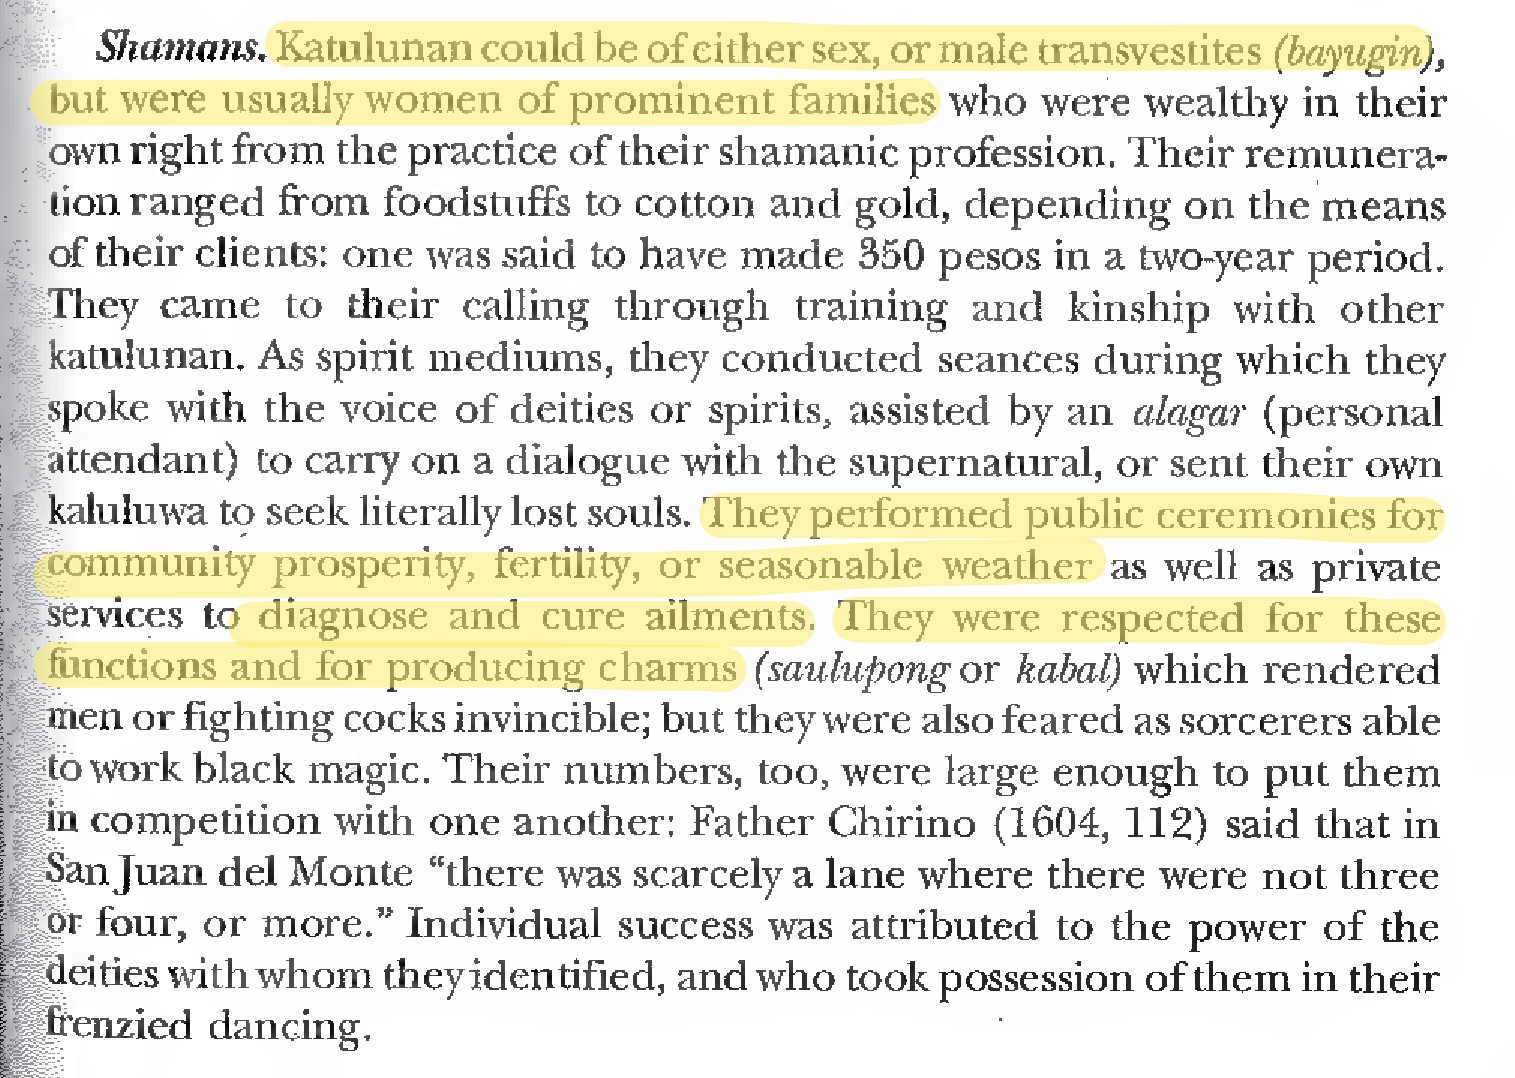 Shamans. Katulunan could be of either sex, or male transvestites (bayugin),
but were usually women of prominent families who were wealthy in their
own right from the practice of their shamanic profession. Their remunera-
tion ranged from foodstuffs to cotton and gold, depending on the means
of their clients: one was said to have made 350 pesos in a two-year period.
They came to their calling through training and kinship with other
katulunan. As spirit mediums, they conducted seances during which they
spoke with the voice of deities or spirits, assisted by an alagar (personal
attendant) to carry on a dialogue with the supernatural, or sent their own
kaluluwa to seek literally lost souls. They performed public ceremonies for
community prosperity, fertility, or seasonable weather as well as private
services to diagnose and cure ailments. They were respected for these
functions and for producing charms (saulupong or kabal) which rendered
men or fighting cocks invincible; but they were also feared as sorcerers able
to work black magic. Their numbers, too, were large enough to put them
in competition with one another: Father Chirino (1604, 112) said that in
San Juan del Monte “there was scarcely a lane where there were not three
or four, or more.” Individual success was attributed to the power of the
deities with whom they identified, and who took possession of them in their
frenzied dancing.